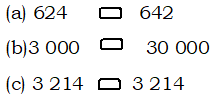 (a) 624 ▭ 642
(b)3 000 ▭ 30 000
(c) 3 214 ▭ 3 214